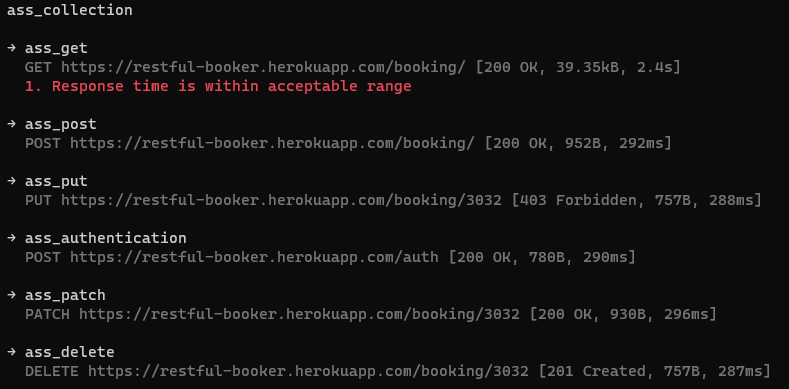 ass_collection
→ ass_get
GET https://restful-booker.herokuapp.com/booking/ [200 OK, 39.35kB, 2.4s]
1. Response time is within acceptable range
→ ass_post
POST https://restful-booker.herokuapp.com/booking/ [200 OK, 952B, 292ms]
→ ass_put
PUT https://restful-booker.herokuapp.com/booking/3032 [403 Forbidden, 757B, 288ms]
→ ass_authentication
POST https://restful-booker.herokuapp.com/auth [200 OK, 780B, 290ms]
→ ass_patch
PATCH https://restful-booker.herokuapp.com/booking/3032 [200 OK, 930B, 296ms]
→ ass_delete
DELETE https://restful-booker.herokuapp.com/booking/3032 [201 Created, 757B, 287ms]